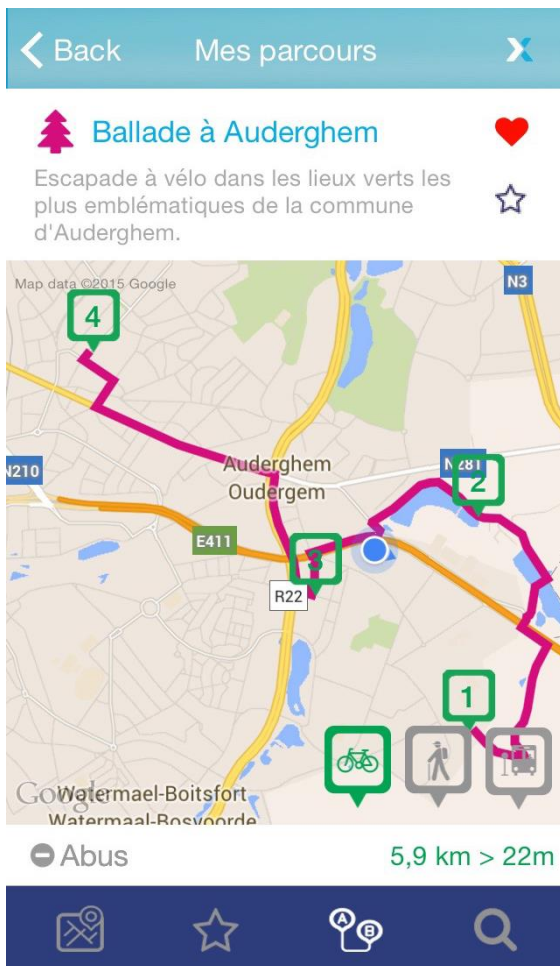 Back
Mes parcours
Ballade à Auderghem
Escapade à vélo dans les lieux verts les
plus emblématiques de la commune
d'Auderghem.
Map data ©2015 Google
N3
4
N210
Auderghem
Oudergem
N281
2
E411
3
R22
1
Google
Watermael-Boitsfort
Watermaal-Bosvoorde
Abus
5,9 km > 22m
A
B